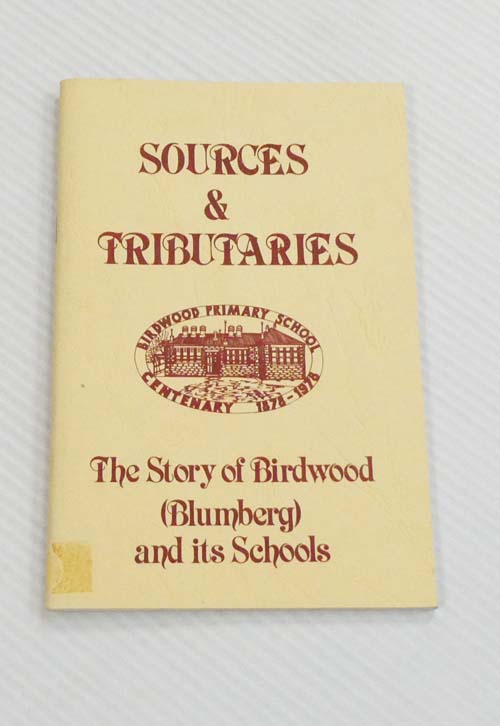 SOURCES
&
TRIBUTARIES
BIRDWOOD PRIMARY SCHOOL
CENTENARY 1878-1978
The Story of Birdwood
(Blumberg)
and its Schools